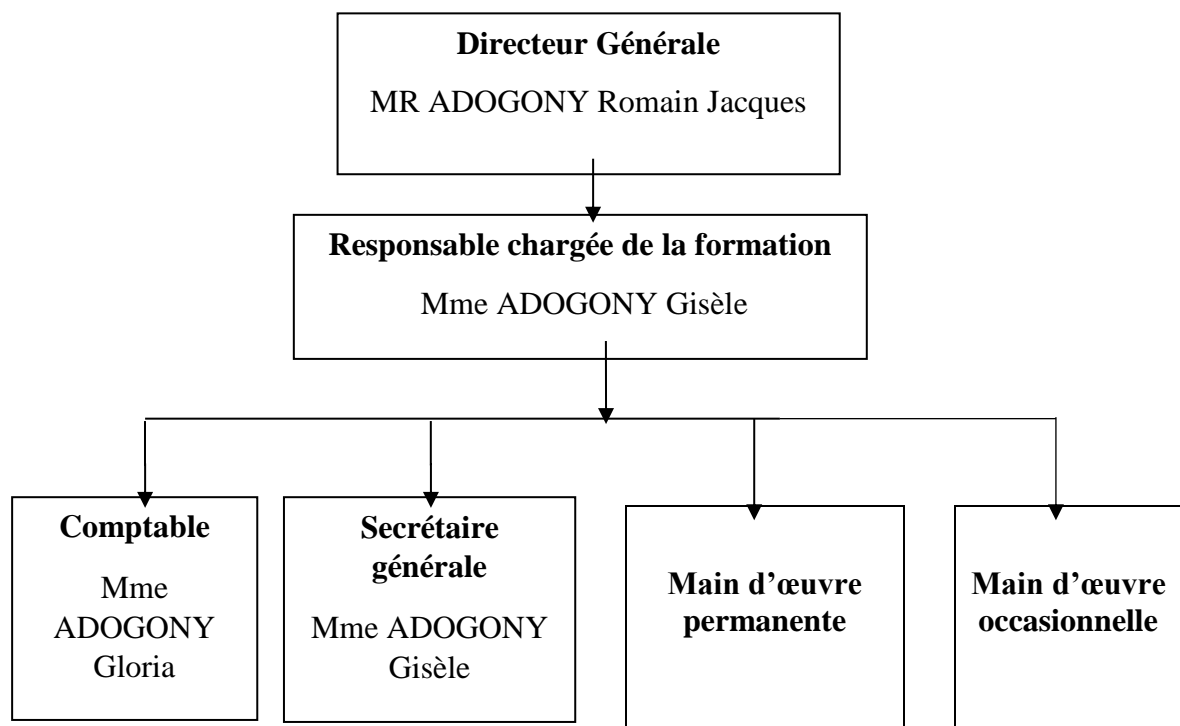 Directeur Générale
MR ADOGONY Romain Jacques
Responsable chargée de la formation
Mme ADOGONY Gisèle
Comptable
Mme
ADOGONY
Gloria
Secrétaire
générale
Mme ADOGONY
Gisèle
Main d’œuvre
permanente
Main d’œuvre
occasionnelle